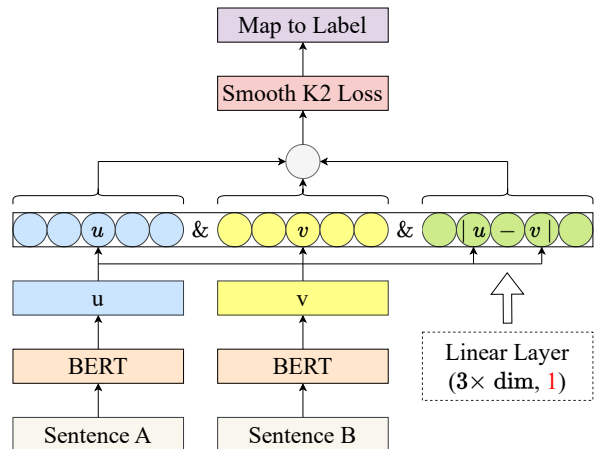 Map to Label
Smooth K2 Loss
u & v & | u − v |
u v
BERT BERT
Linear Layer
(3× dim, 1)
Sentence A Sentence B